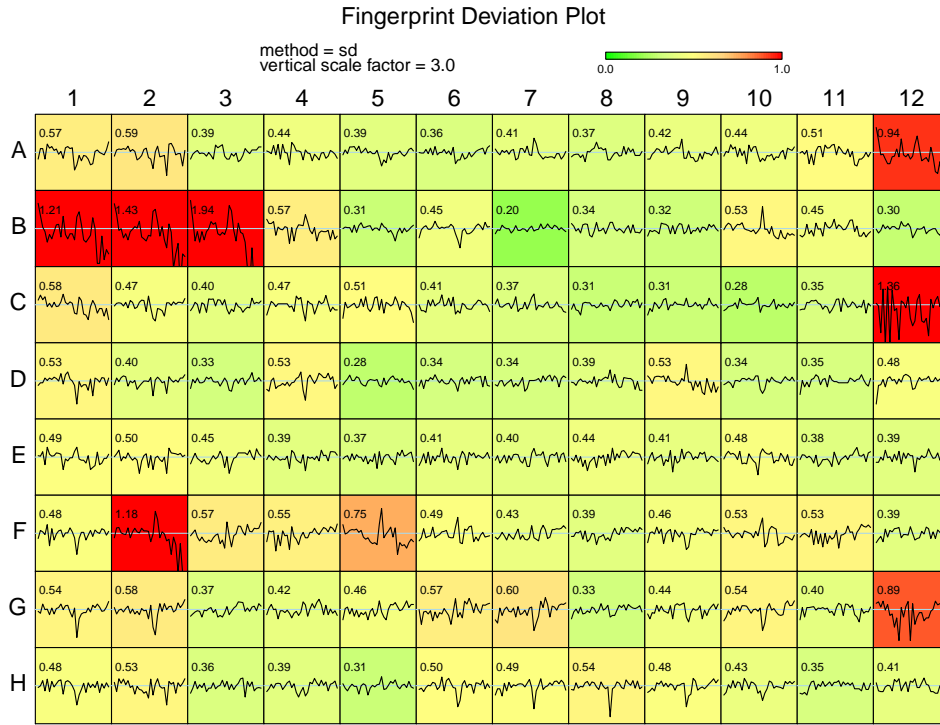 Fingerprint Deviation Plot
method = sd
vertical scale factor = 3.0
0.0 1.0
1 2 3 4 5 6 7 8 9 10 11 12
A 0.57 0.59 0.39 0.44 0.39 0.36 0.41 0.37 0.42 0.44 0.51 0.94
B 1.21 1.43 1.94 0.57 0.31 0.45 0.20 0.34 0.32 0.53 0.45 0.30
C 0.58 0.47 0.40 0.47 0.51 0.41 0.37 0.31 0.31 0.28 0.35 1.36
D 0.53 0.40 0.33 0.53 0.28 0.34 0.34 0.39 0.53 0.34 0.35 0.48
E 0.49 0.50 0.45 0.39 0.37 0.41 0.40 0.44 0.41 0.48 0.38 0.39
F 0.48 1.18 0.57 0.55 0.75 0.49 0.43 0.39 0.46 0.53 0.53 0.39
G 0.54 0.58 0.37 0.42 0.46 0.57 0.60 0.33 0.44 0.54 0.40 0.89
H 0.48 0.53 0.36 0.39 0.31 0.50 0.49 0.54 0.48 0.43 0.35 0.41